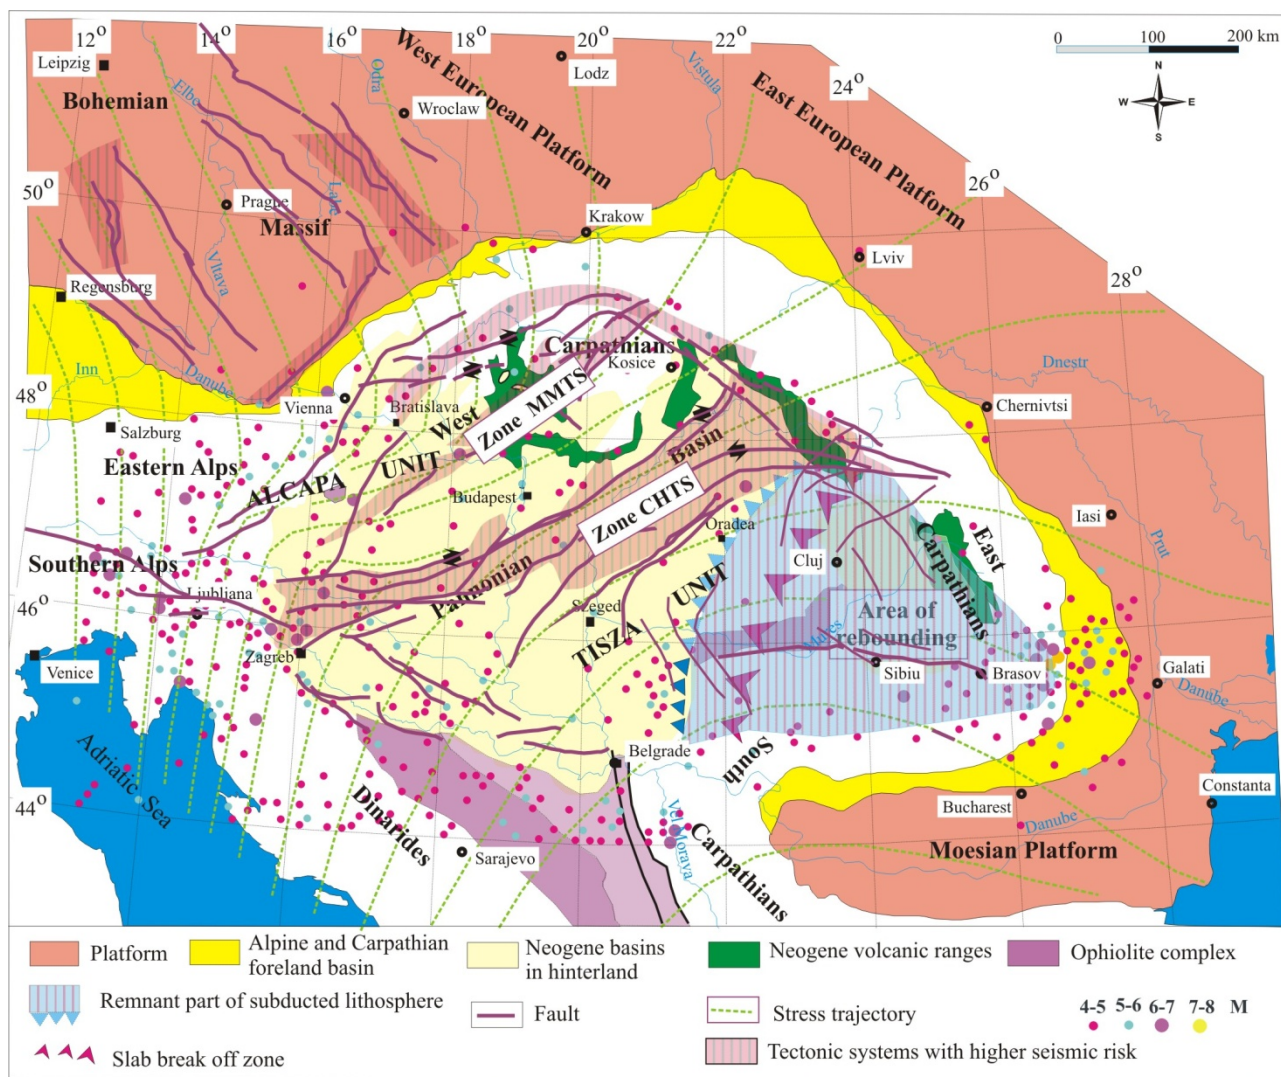 12°
14°
16°
18°
20°
22°
24°
26°
28°
50°
48°
46°
44°
0 100 200 km
N
W E
S
Leipzig
Bohemian
Massif
Elbe
Labe
Vltava
Odra
Vistula
Wroclaw
Lodz
Prague
West European Platform
East European Platform
Krakow
Lviv
Regensburg
Inn
Danube
Vienna
Bratislava
Salzburg
Eastern Alps
Southern Alps
ALCAPA
UNIT
West
Carpathians
Kosice
Zone MMTS
Zone CHTS
Pannonian
Basin
Budapest
Oradea
Cluj
TISZA
UNIT
Szeged
Area of
rebounding
Mures
Sibiu
Brasov
East
Carpathians
Dnestr
Chernivtsi
Iasi
Prut
Galati
Danube
Constanta
Bucharest
Danube
Moesian Platform
South
Carpathians
Vel Morava
Belgrade
Sarajevo
Dinarides
Adriatic Sea
Venice
Ljubljana
Zagreb
Platform
Alpine and Carpathian
foreland basin
Neogene basins
in hinterland
Neogene volcanic ranges
Ophiolite complex
Remnant part of subducted lithosphere
Fault
Stress trajectory
4-5 5-6 6-7 7-8 M
Slab break off zone
Tectonic systems with higher seismic risk